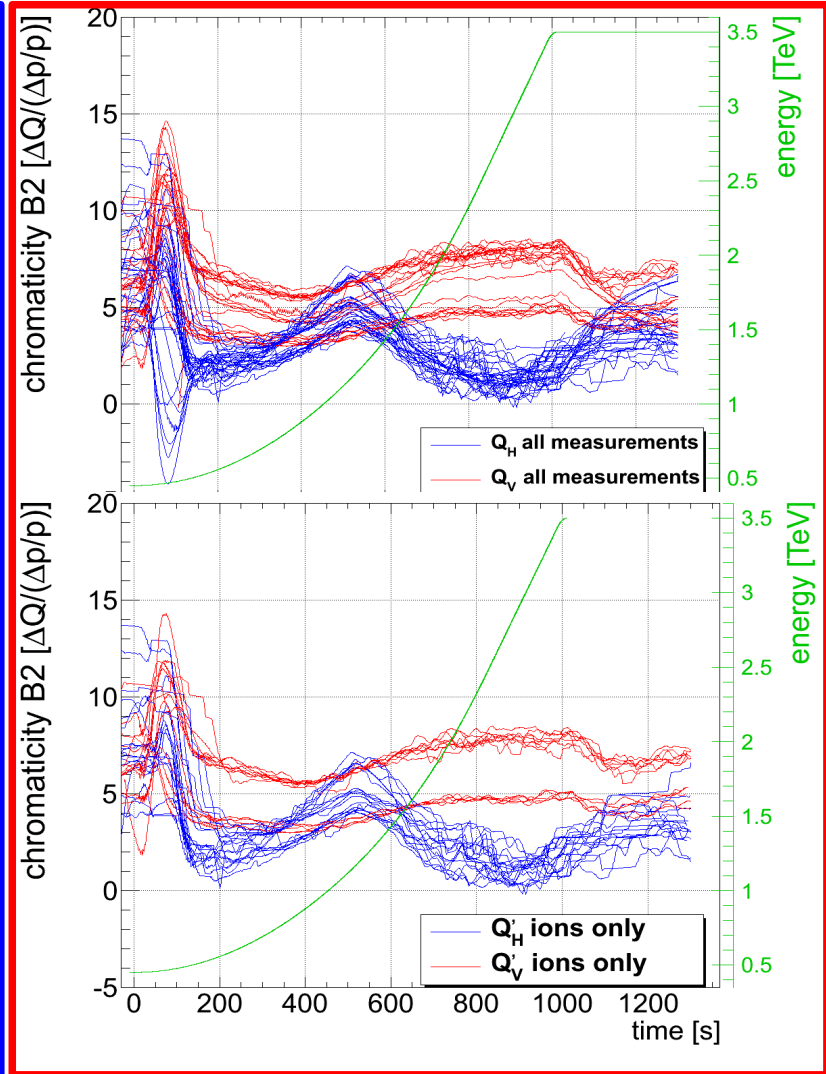 chromaticity B2 [ΔQ/(Δp/p)]
20
15
10
5
0
energy [TeV]
3.5
3
2.5
2
1.5
1
0.5
Q_H all measurements
Q_V all measurements
chromaticity B2 [ΔQ/(Δp/p)]
20
15
10
5
0
-5
energy [TeV]
3.5
3
2.5
2
1.5
1
0.5
Q'_H ions only
Q'_V ions only
0 200 400 600 800 1000 1200
time [s]